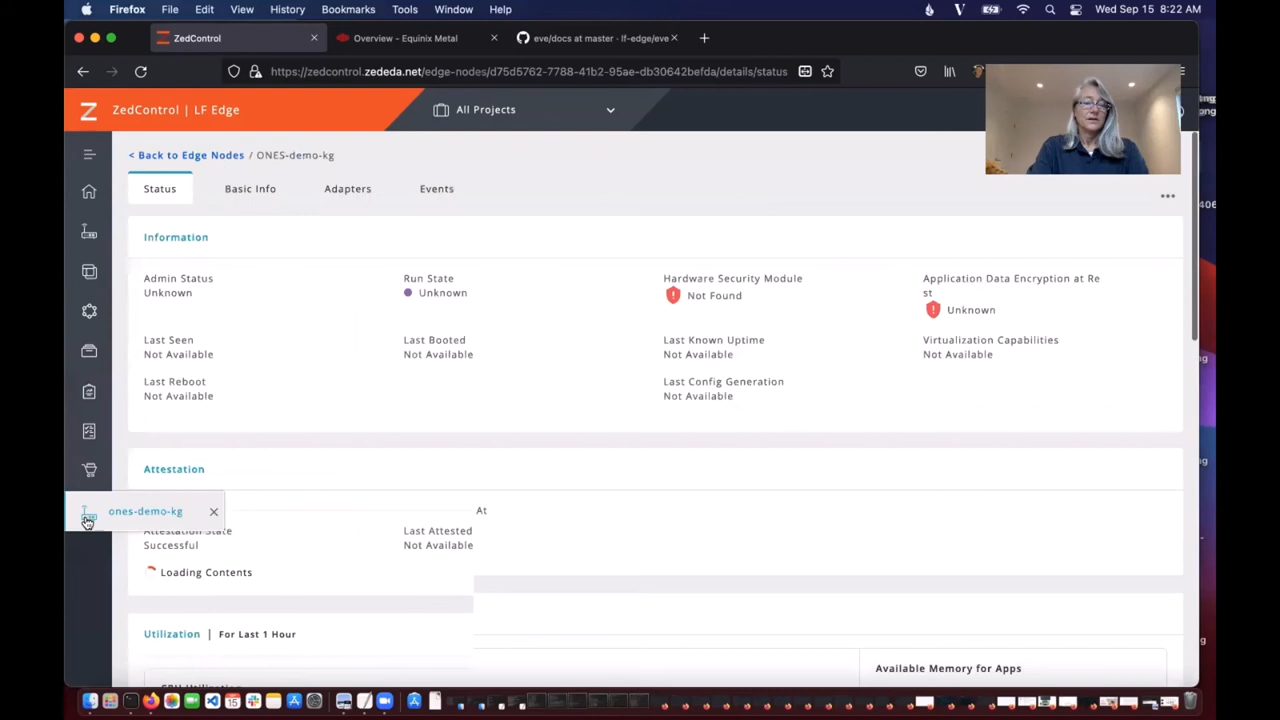 Firefox File Edit View History Bookmarks Tools Window Help Wed Sep 15 8:22 AM
ZedControl Overview - Equinix Metal eve/docs at master · lf-edge/eve
https://zedcontrol.zededa.net/edge-nodes/d75d5762-7788-41b2-95ae-db30642befda/details/status
ZedControl | LF Edge All Projects
< Back to Edge Nodes / ONES-demo-kg
Status Basic Info Adapters Events
Information
Admin Status Run State Hardware Security Module Application Data Encryption at Re
st
Unknown Unknown Not Found
Unknown
Last Seen Last Booted Last Known Uptime Virtualization Capabilities
Not Available Not Available Not Available Not Available
Last Reboot Last Config Generation
Not Available Not Available
Attestation
ones-demo-kg At
Attestation State Last Attested
Successful Not Available
Loading Contents
Utilization | For Last 1 Hour
Available Memory for Apps